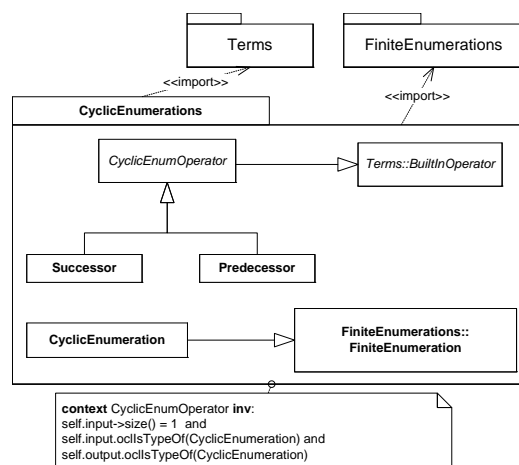 Terms
FiniteEnumerations
<<import>>
<<import>>
CyclicEnumerations
CyclicEnumOperator
Terms::BuiltInOperator
Successor
Predecessor
CyclicEnumeration
FiniteEnumerations::
FiniteEnumeration
context CyclicEnumOperator inv:
self.input->size() = 1 and
self.input.oclIsTypeOf(CyclicEnumeration) and
self.output.oclIsTypeOf(CyclicEnumeration)